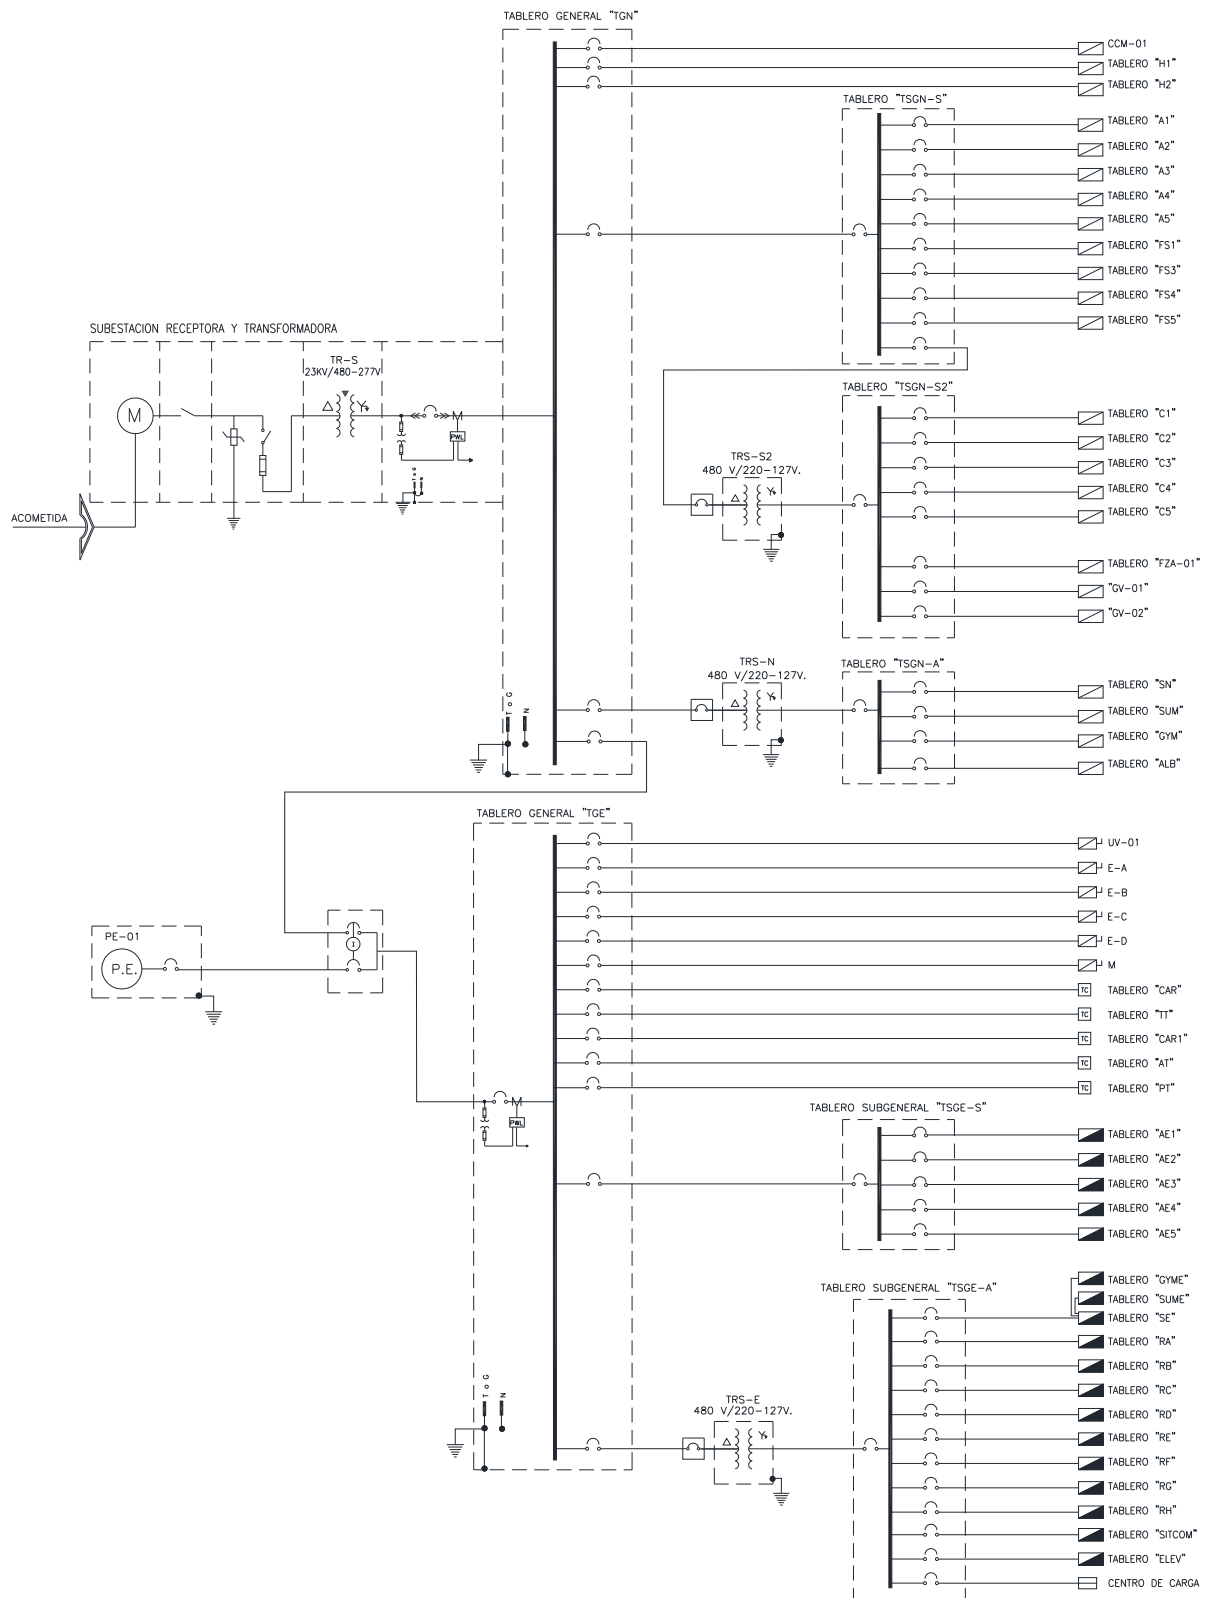 TABLERO GENERAL "TGN"
CCM-01
TABLERO "H1"
TABLERO "H2"
TABLERO "TSGN-S"
TABLERO "A1"
TABLERO "A2"
TABLERO "A3"
TABLERO "A4"
TABLERO "A5"
TABLERO "FS1"
TABLERO "FS3"
TABLERO "FS4"
TABLERO "FS5"
SUBESTACION RECEPTORA Y TRANSFORMADORA
TR-S
23KV/480-277V
M
M
PWL
T o G
N
ACOMETIDA
TABLERO "TSGN-S2"
TABLERO "C1"
TABLERO "C2"
TABLERO "C3"
TABLERO "C4"
TABLERO "C5"
TABLERO "FZA-01"
"GV-01"
"GV-02"
TRS-S2
480 V/220-127V.
TRS-N
480 V/220-127V.
TABLERO "TSGN-A"
TABLERO "SN"
TABLERO "SUM"
TABLERO "GYM"
TABLERO "ALB"
T o G
N
TABLERO GENERAL "TGE"
UV-01
E-A
E-B
E-C
E-D
M
TABLERO "CAR"
TC
TABLERO "TT"
TC
TABLERO "CAR1"
TC
TABLERO "AT"
TC
TABLERO "PT"
TC
PE-01
P.E.
I
M
PWL
TABLERO SUBGENERAL "TSGE-S"
TABLERO "AE1"
TABLERO "AE2"
TABLERO "AE3"
TABLERO "AE4"
TABLERO "AE5"
TABLERO SUBGENERAL "TSGE-A"
TABLERO "GYME"
TABLERO "SUME"
TABLERO "SE"
TABLERO "RA"
TABLERO "RB"
TABLERO "RC"
TABLERO "RD"
TABLERO "RE"
TABLERO "RF"
TABLERO "RG"
TABLERO "RH"
TABLERO "SITCOM"
TABLERO "ELEV"
CENTRO DE CARGA
T o G
N
TRS-E
480 V/220-127V.